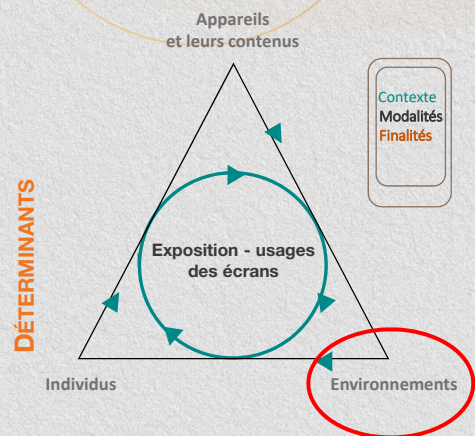 Appareils
et leurs contenus
Contexte
Modalités
Finalités
DÉTERMINANTS
Exposition - usages
des écrans
Individus
Environnements